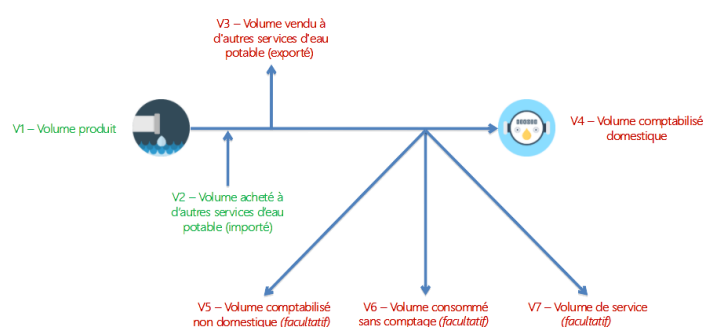 V3 – Volume vendu à
d'autres services d'eau
potable (exporté)
V1 – Volume produit
V4 – Volume comptabilisé
domestique
V2 – Volume acheté à
d'autres services d'eau
potable (importé)
V5 – Volume comptabilisé
non domestique (facultatif)
V6 – Volume consommé
sans comptage (facultatif)
V7 – Volume de service
(facultatif)